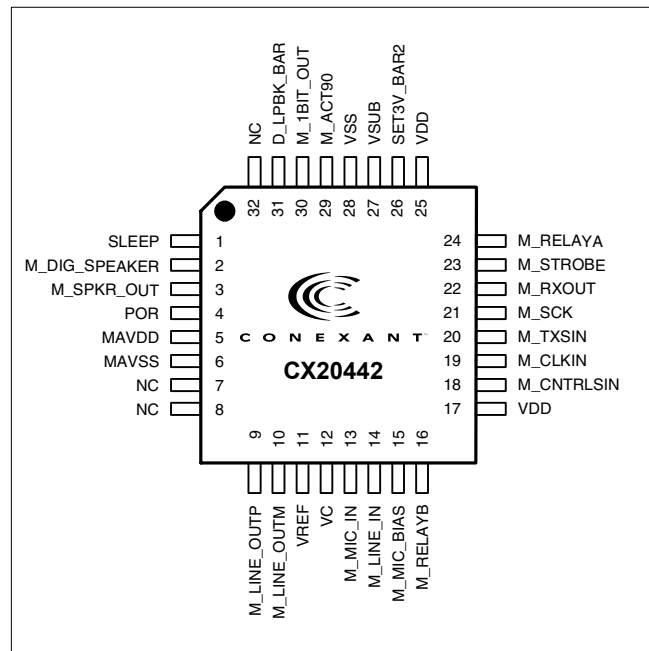 NC
D_LPBK_BAR
M_1BIT_OUT
M_ACT90
VSS
VSUB
SET3V_BAR2
VDD
32
31
30
29
28
27
26
25
SLEEP 1
M_DIG_SPEAKER 2
M_SPKR_OUT 3
POR 4
MAVDD 5
MAVSS 6
NC 7
NC 8
CONEXANT™
CX20442
24 M_RELAYA
23 M_STROBE
22 M_RXOUT
21 M_SCK
20 M_TXSIN
19 M_CLKIN
18 M_CNTRLSIN
17 VDD
9
10
11
12
13
14
15
16
M_LINE_OUTP
M_LINE_OUTM
VREF
VC
M_MIC_IN
M_LINE_IN
M_MIC_BIAS
M_RELAYB